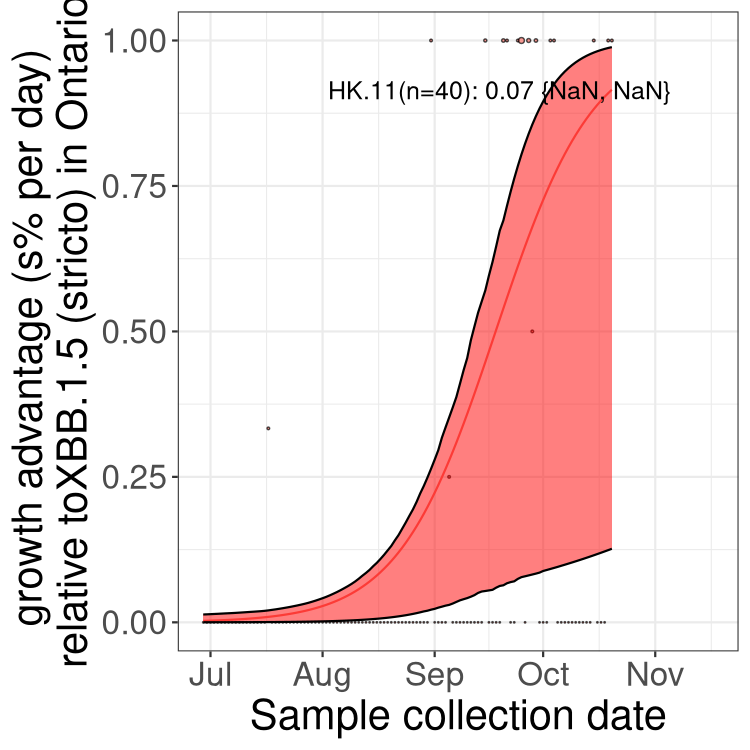 growth advantage (s% per day)
relative toXBB.1.5 (stricto) in Ontario
1.00
0.75
0.50
0.25
0.00
HK.11(n=40): 0.07 {NaN, NaN}
Jul
Aug
Sep
Oct
Nov
Sample collection date